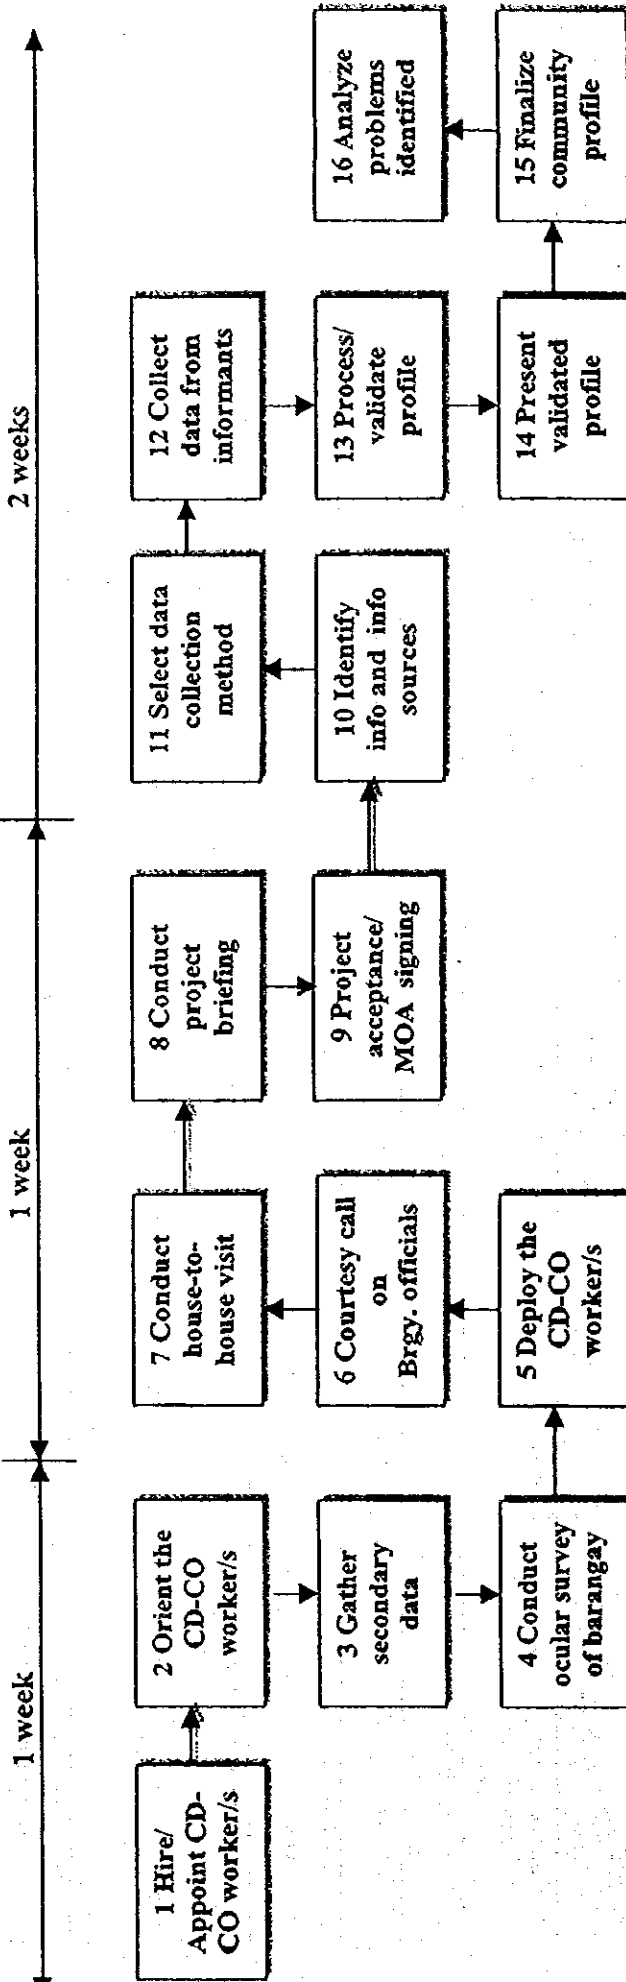 1 week
1 week
2 weeks
1 Hire/
Appoint CD-
CO worker/s
2 Orient the
CD-CO
worker/s
3 Gather
secondary
data
4 Conduct
ocular survey
of barangay
5 Deploy the
CD-CO
worker/s
6 Courtesy call
on
Brgy. officials
7 Conduct
house-to-
house visit
8 Conduct
project
briefing
9 Project
acceptance/
MOA signing
10 Identify
info and info
sources
11 Select data
collection
method
12 Collect
data from
informants
13 Process/
validate
profile
14 Present
validated
profile
15 Finalize
community
profile
16 Analyze
problems
identified